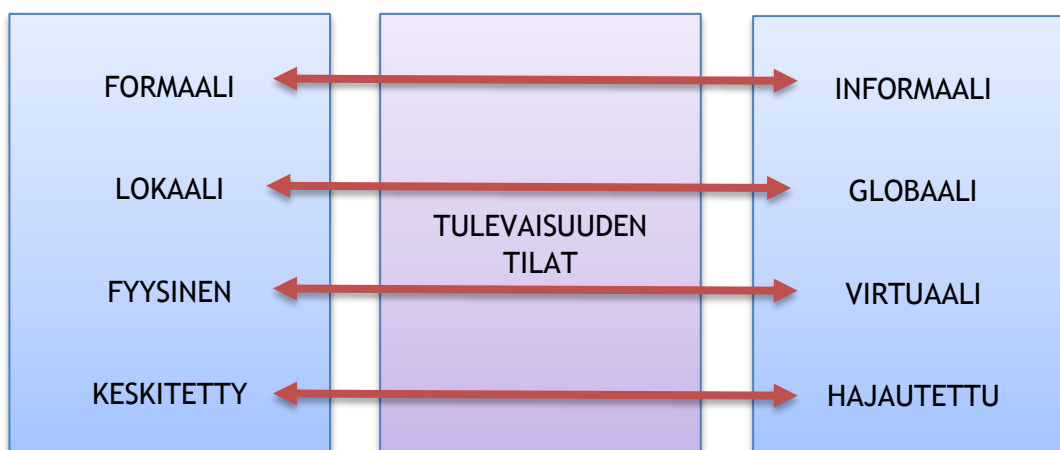 FORMAALI
INFORMAALI
LOKAALI
GLOBAALI
TULEVAISUUDEN
TILAT
FYYSINEN
VIRTUAALI
KESKITETTY
HAJAUTETTU